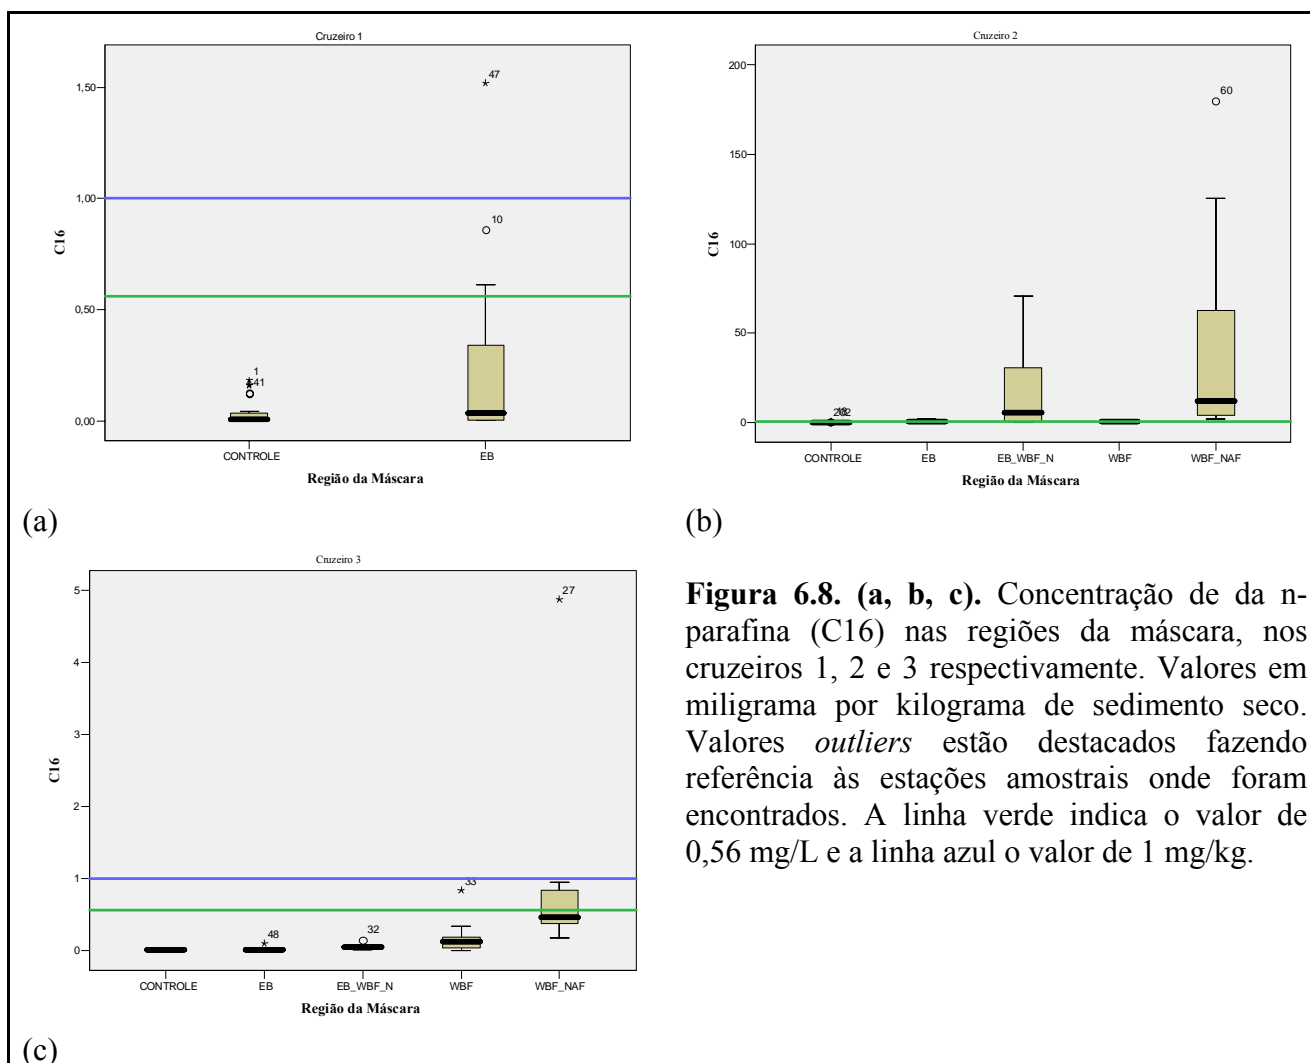 Cruzeiro 1
1,50
1,00
0,50
0,00
C16
47
10
1
41
CONTROLE EB
Região da Máscara
(a)
Cruzeiro 2
200
150
100
50
0
C16
60
CONTROLE EB EB_WBF_N WBF WBF_NAF
Região da Máscara
(b)
Cruzeiro 3
5
4
3
2
1
0
C16
27
33
32
48
CONTROLE EB EB_WBF_N WBF WBF_NAF
Região da Máscara
(c)
Figura 6.8. (a, b, c). Concentração de da n-
parafina (C16) nas regiões da máscara, nos
cruzeiros 1, 2 e 3 respectivamente. Valores em
miligrama por kilograma de sedimento seco.
Valores outliers estão destacados fazendo
referência às estações amostrais onde foram
encontrados. A linha verde indica o valor de
0,56 mg/L e a linha azul o valor de 1 mg/kg.